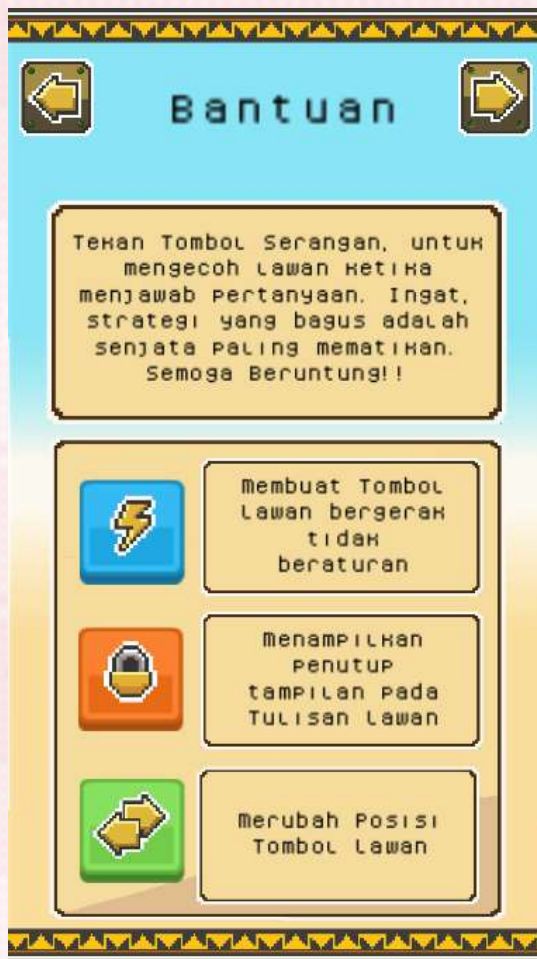 Bantuan
Tekan Tombol Serangan, untuk
mengecoh lawan ketika
menjawab pertanyaan. Ingat,
strategi yang bagus adalah
senjata paling mematikan.
Semoga Beruntung!!
Membuat Tombol
Lawan bergerak
tidak
beraturan
Menampilkan
penutup
tampilan pada
Tulisan Lawan
Merubah Posisi
Tombol Lawan